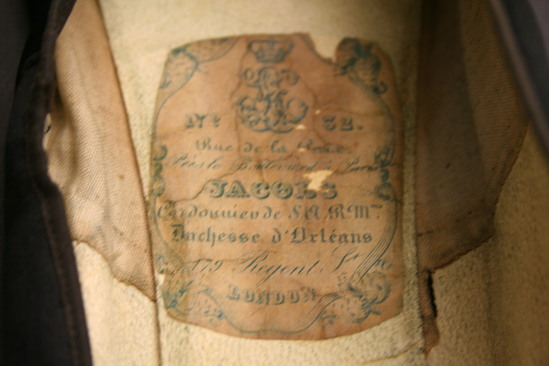 No 32.
Rue de la Paix
Près le Boulevard à Paris
JACOBS
Cordonnier de S.A.R. Mme
Duchesse d'Orléans
179 Regent St
LONDON